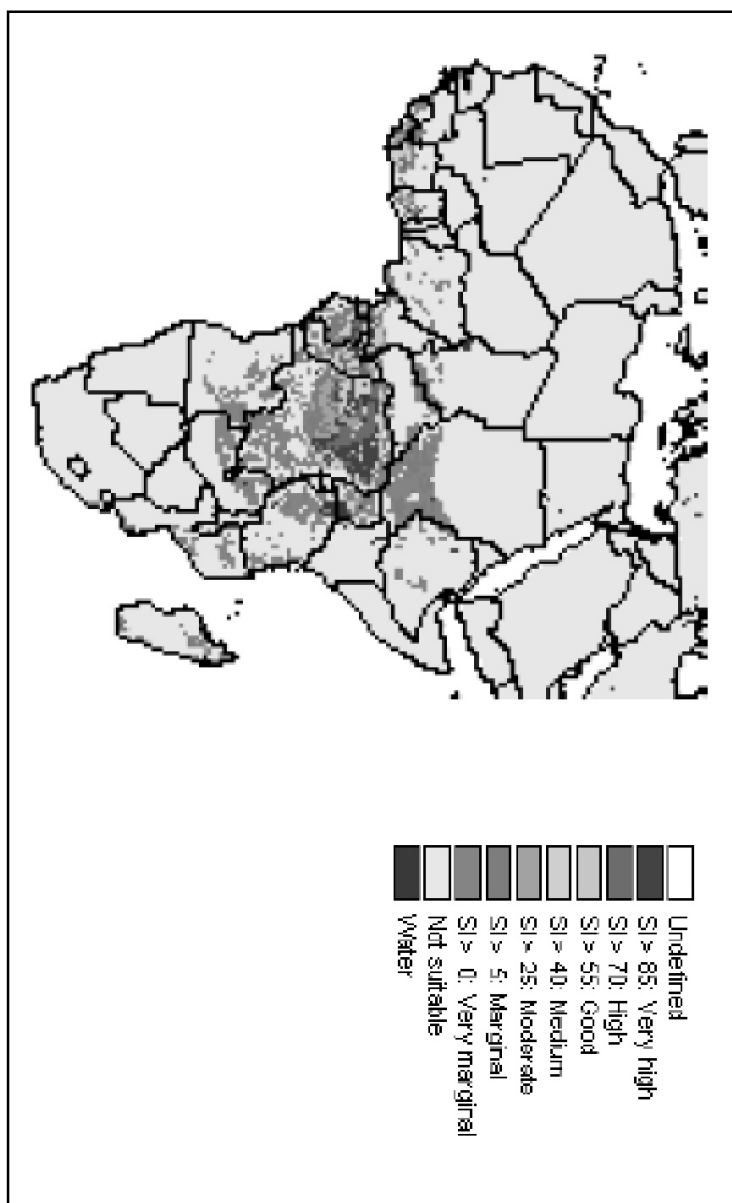 Undefined
SI > 85: Very high
SI > 70: High
SI > 55: Good
SI > 40: Medium
SI > 25: Moderate
SI > 5: Marginal
SI > 0: Very marginal
Not suitable
Water